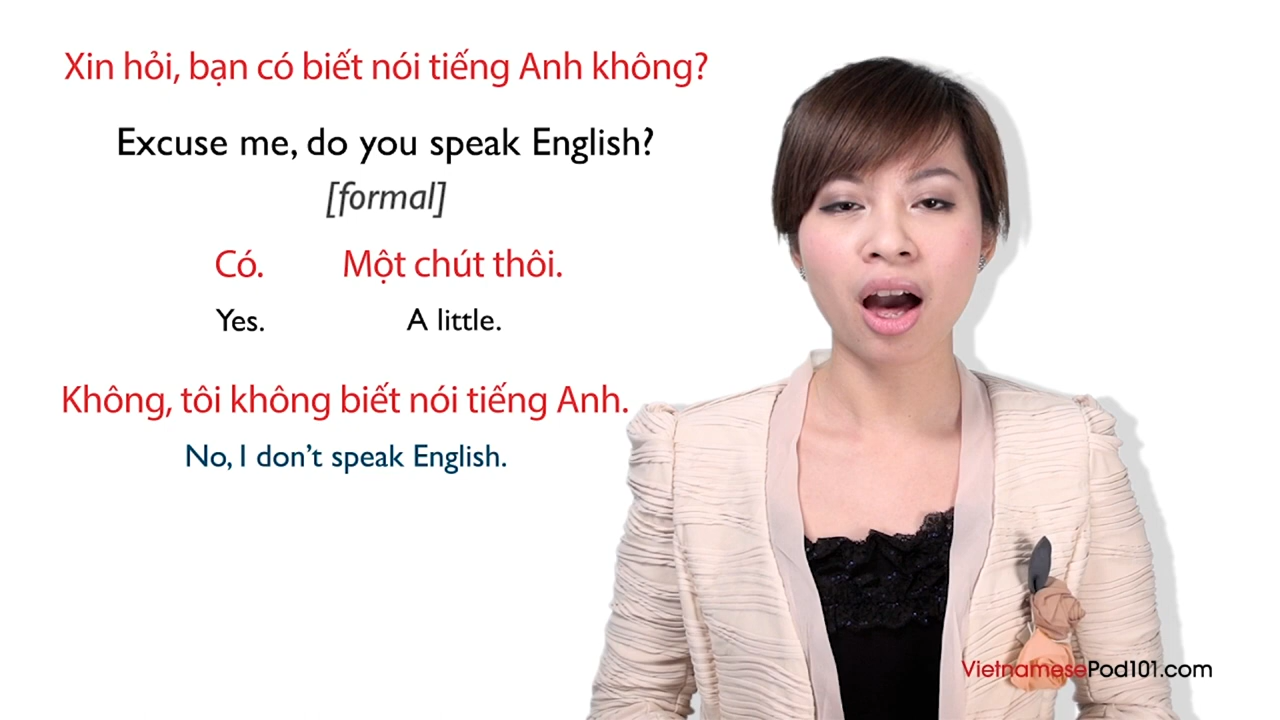 Xin hỏi, bạn có biết nói tiếng Anh không?
Excuse me, do you speak English?
[formal]
Có. Một chút thôi.
Yes. A little.
Không, tôi không biết nói tiếng Anh.
No, I don't speak English.
VietnamesePod101.com